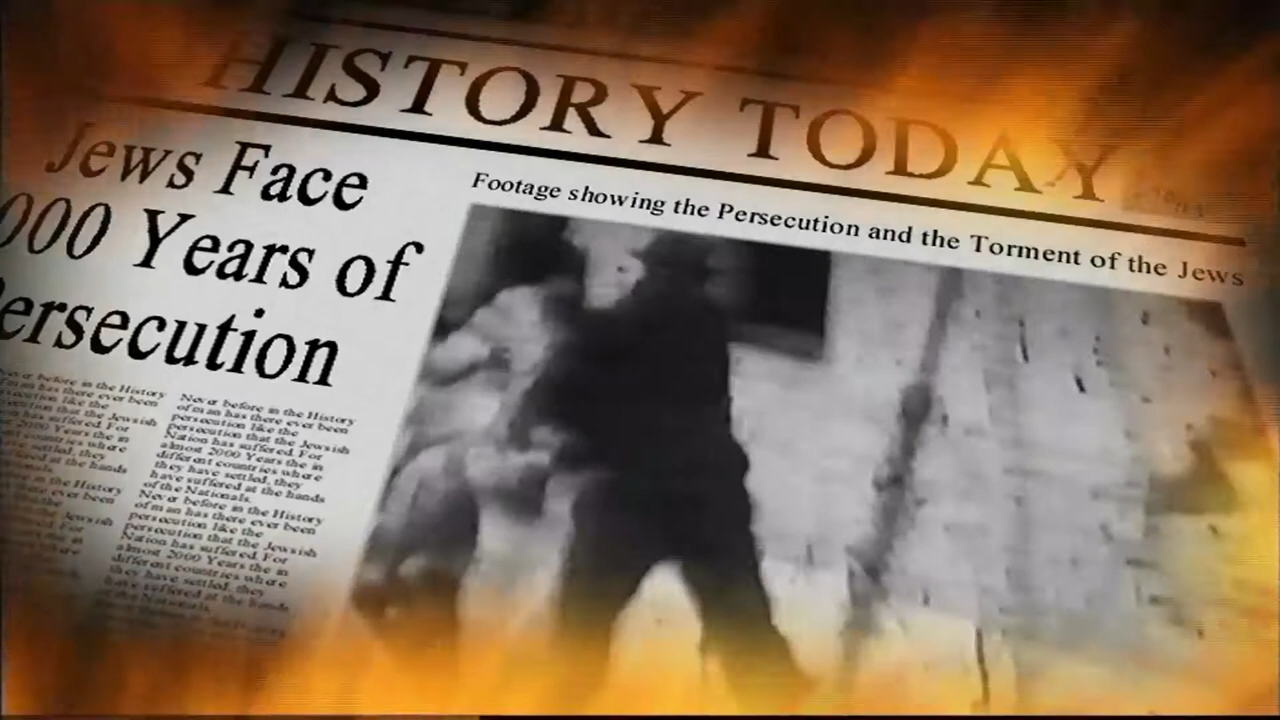 HISTORY TODAY
Jews Face
000 Years of
ersecution
Footage showing the Persecution and the Torment of the Jews
Never before in the History
of man has there ever been
persecution like the
persecution that the Jewish
Nation has suffered. For
almost 2000 Years the in
different countries where
they have settled, they
have suffered at the hands
of the Nationals.
Never before in the History
of man has there ever been
persecution like the
persecution that the Jewish
Nation has suffered. For
almost 2000 Years the in
different countries where
they have settled, they
have suffered at the hands
of the Nationals.